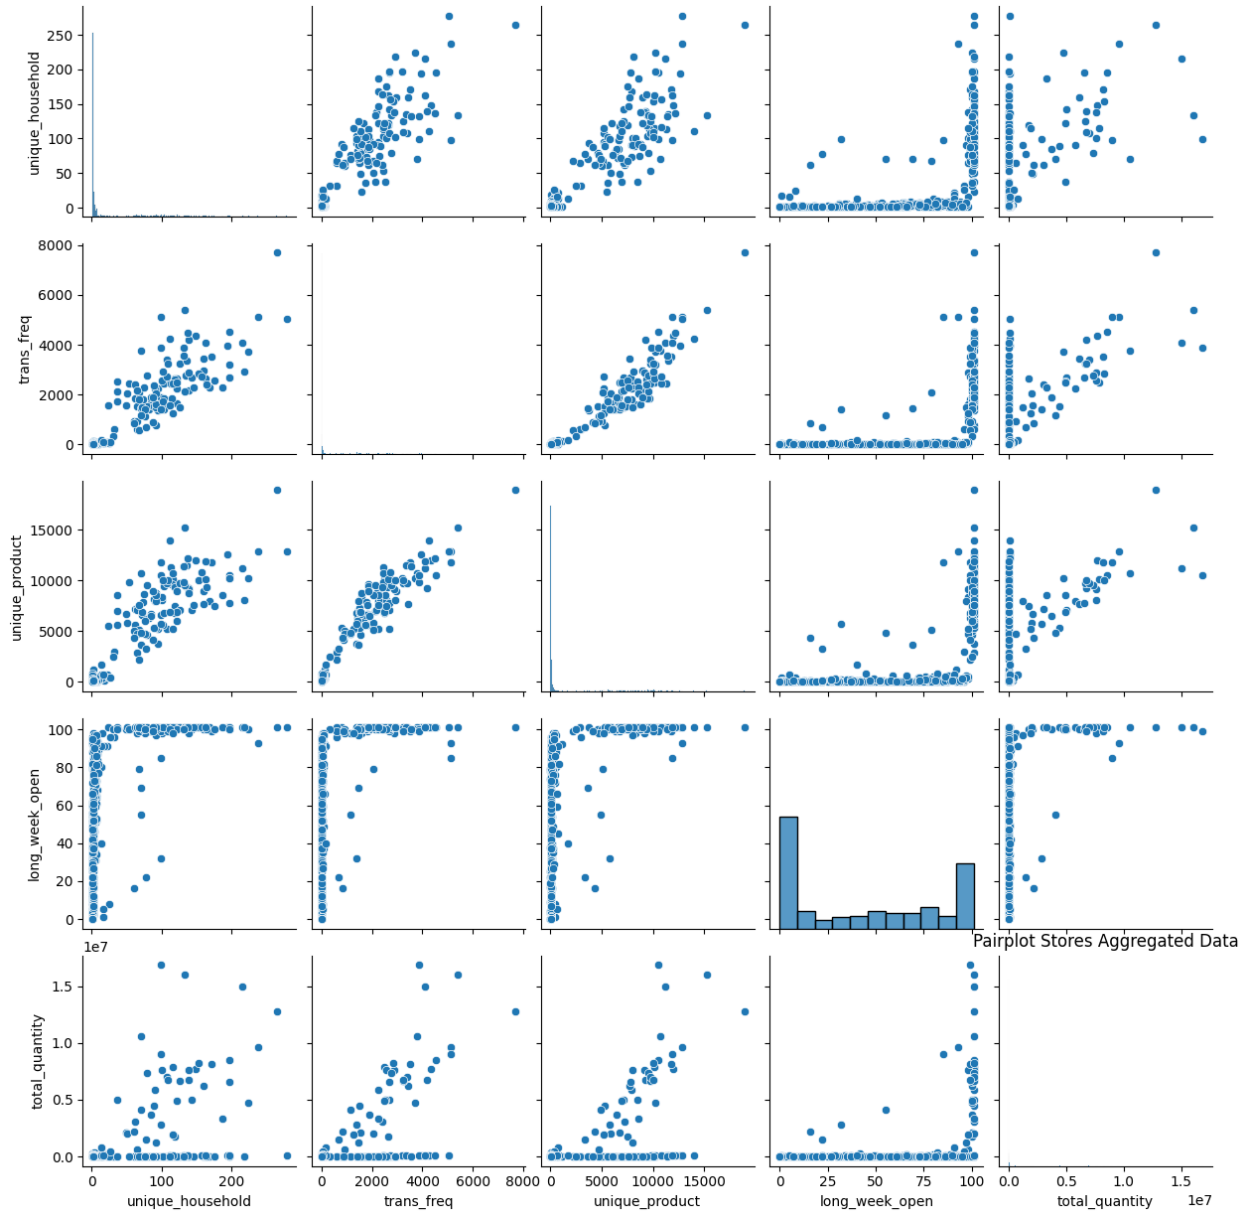 250
200
150
100
50
0
unique_household
8000
6000
4000
2000
0
trans_freq
15000
10000
5000
0
unique_product
100
80
60
40
20
0
long_week_open
Pairplot Stores Aggregated Data
1e7
1.5
1.0
0.5
0.0
total_quantity
0 100 200
0 2000 4000 6000 8000
0 5000 10000 15000
0 25 50 75 100
0.0 0.5 1.0 1.5
1e7
unique_household
trans_freq
unique_product
long_week_open
total_quantity